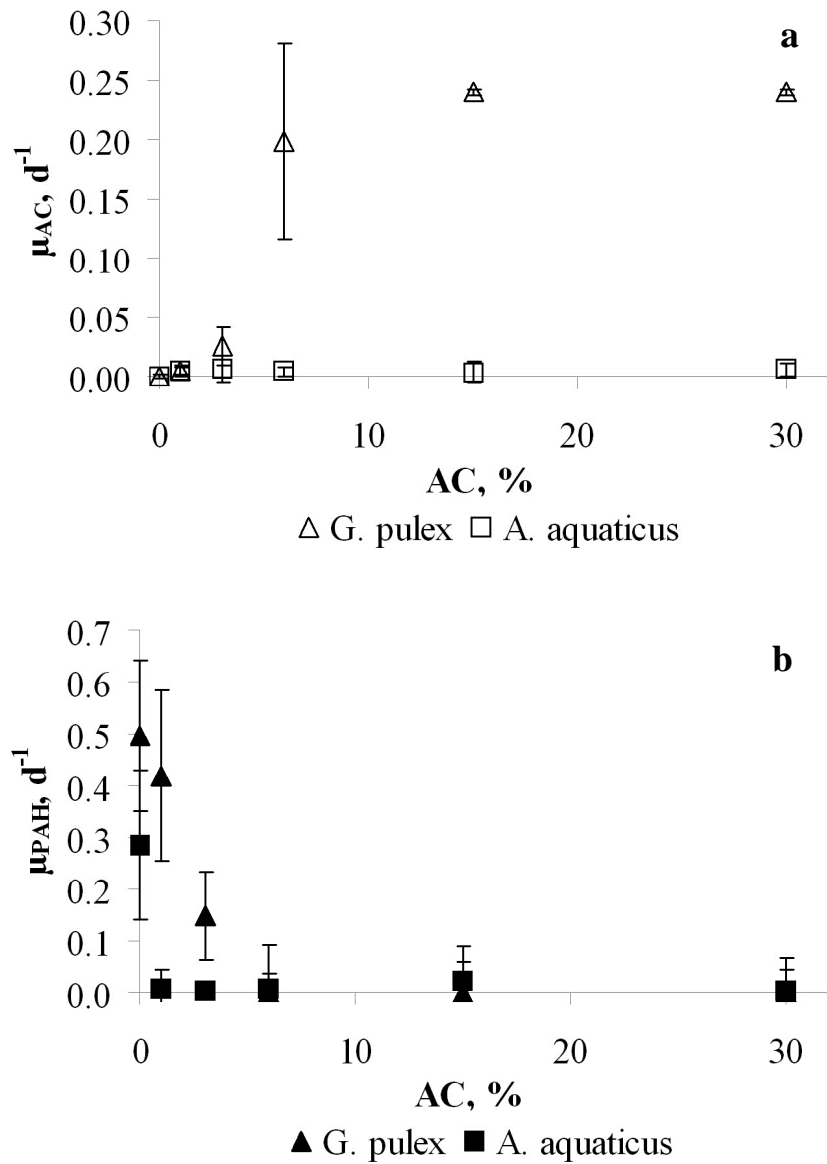 a
0.30
0.25
0.20
0.15
0.10
0.05
0.00
μAC, d-1
0 10 20 30
AC, %
G. pulex A. aquaticus
b
0.7
0.6
0.5
0.4
0.3
0.2
0.1
0.0
μPAH, d-1
0 10 20 30
AC, %
G. pulex A. aquaticus